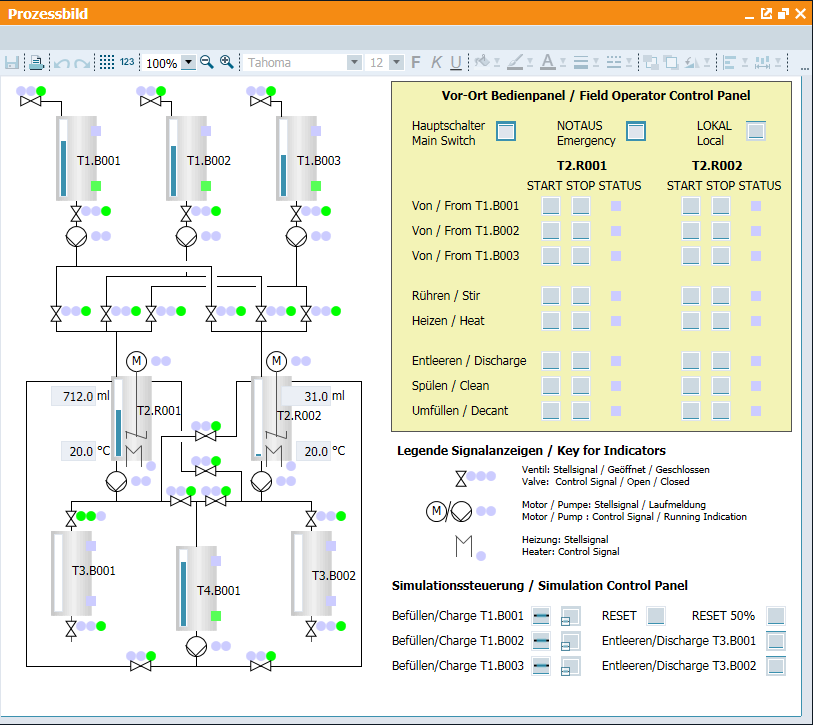 Prozessbild
123 100% Tahoma 12 F K U
Vor-Ort Bedienpanel / Field Operator Control Panel
Hauptschalter
Main Switch
NOTAUS
Emergency
LOKAL
Local
T2.R001 T2.R002
START STOP STATUS START STOP STATUS
Von / From T1.B001
Von / From T1.B002
Von / From T1.B003
Rühren / Stir
Heizen / Heat
Entleeren / Discharge
Spülen / Clean
Umfüllen / Decant
T1.B001 T1.B002 T1.B003
M M
712.0 ml 31.0 ml
T2.R001 T2.R002
20.0 °C 20.0 °C
T3.B001 T4.B001 T3.B002
Legende Signalanzeigen / Key for Indicators
Ventil: Stellsignal / Geöffnet / Geschlossen
Valve: Control Signal / Open / Closed
M/
Motor / Pumpe: Stellsignal / Laufmeldung
Motor / Pump : Control Signal / Running Indication
Heizung: Stellsignal
Heater: Control Signal
Simulationssteuerung / Simulation Control Panel
Befüllen/Charge T1.B001 RESET RESET 50%
Befüllen/Charge T1.B002 Entleeren/Discharge T3.B001
Befüllen/Charge T1.B003 Entleeren/Discharge T3.B002